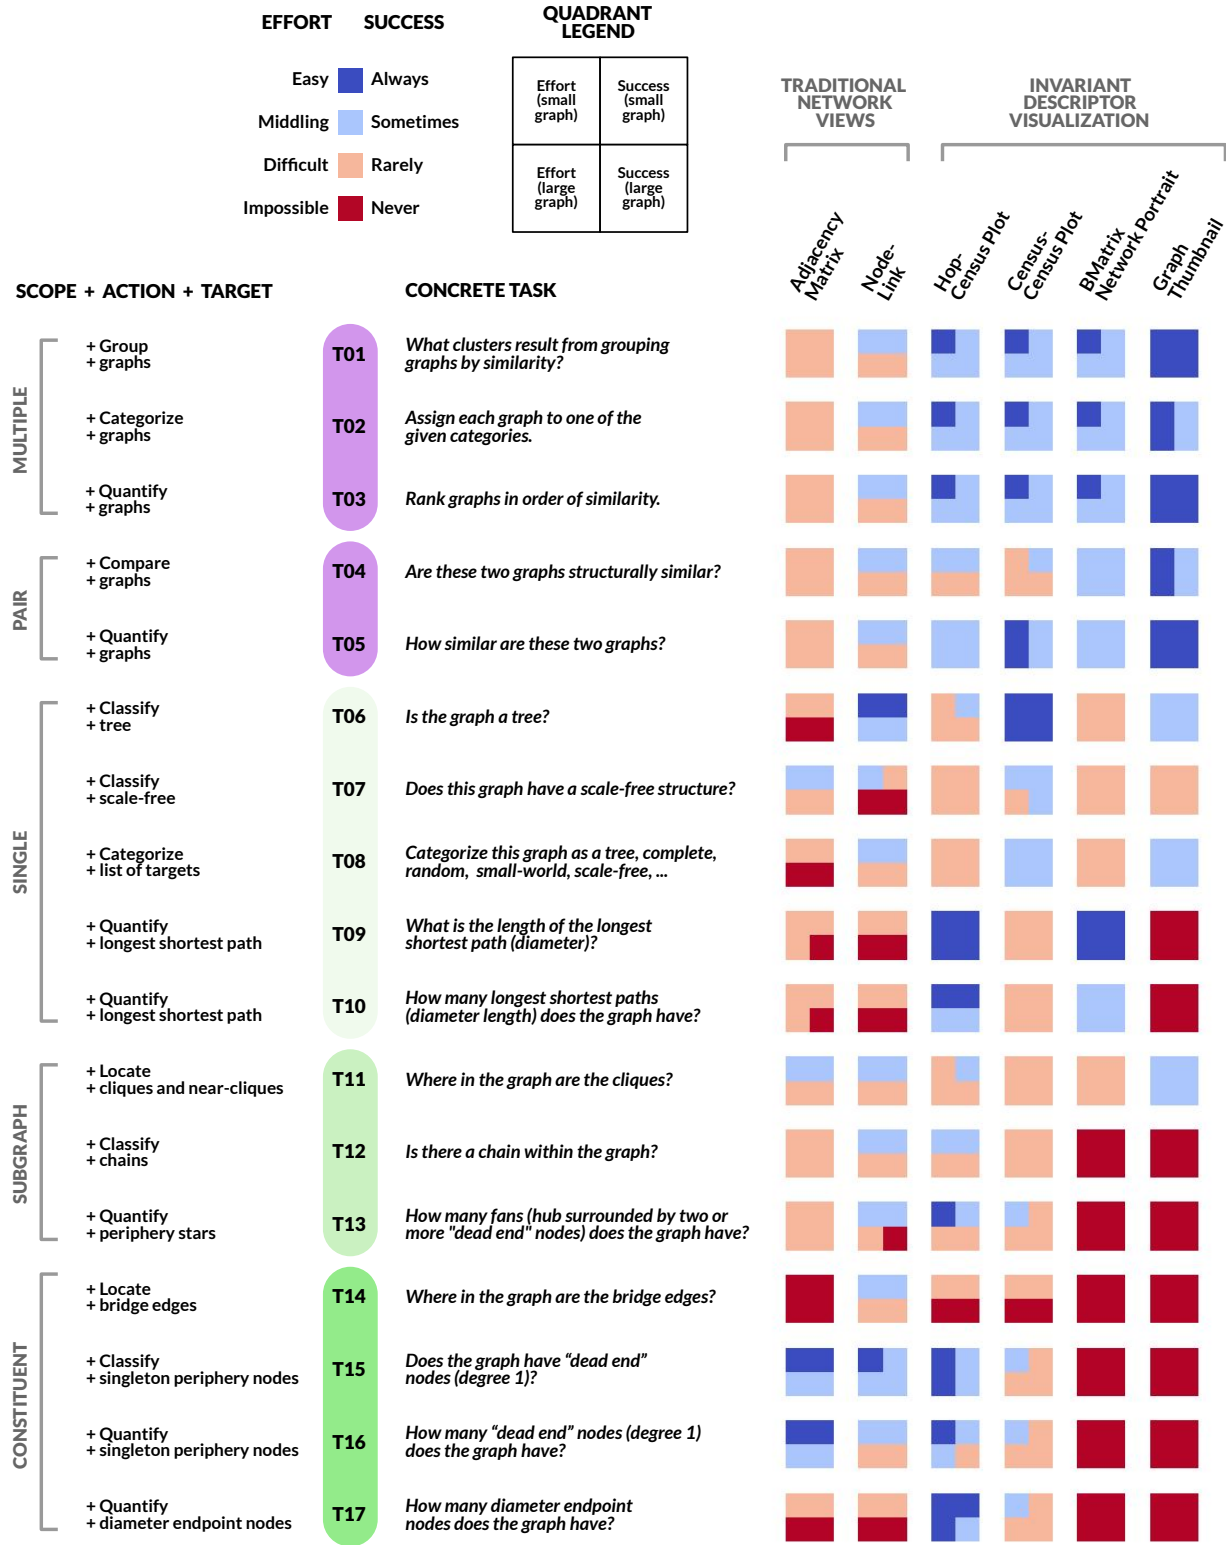 EFFORT SUCCESS
QUADRANT
LEGEND
Easy Always
Middling Sometimes
Difficult Rarely
Impossible Never
Effort
(small
graph)
Success
(small
graph)
Effort
(large
graph)
Success
(large
graph)
TRADITIONAL
NETWORK
VIEWS
INVARIANT
DESCRIPTOR
VISUALIZATION
Adjacency
Matrix
Node-
Link
Hop-
Census Plot
Census-
Census Plot
BMatrix
Network Portrait
Graph
Thumbnail
SCOPE + ACTION + TARGET
CONCRETE TASK
MULTIPLE
+ Group
+ graphs
T01
What clusters result from grouping
graphs by similarity?
+ Categorize
+ graphs
T02
Assign each graph to one of the
given categories.
+ Quantify
+ graphs
T03
Rank graphs in order of similarity.
PAIR
+ Compare
+ graphs
T04
Are these two graphs structurally similar?
+ Quantify
+ graphs
T05
How similar are these two graphs?
SINGLE
+ Classify
+ tree
T06
Is the graph a tree?
+ Classify
+ scale-free
T07
Does this graph have a scale-free structure?
+ Categorize
+ list of targets
T08
Categorize this graph as a tree, complete,
random, small-world, scale-free, ...
+ Quantify
+ longest shortest path
T09
What is the length of the longest
shortest path (diameter)?
+ Quantify
+ longest shortest path
T10
How many longest shortest paths
(diameter length) does the graph have?
SUBGRAPH
+ Locate
+ cliques and near-cliques
T11
Where in the graph are the cliques?
+ Classify
+ chains
T12
Is there a chain within the graph?
+ Quantify
+ periphery stars
T13
How many fans (hub surrounded by two or
more "dead end" nodes) does the graph have?
CONSTITUENT
+ Locate
+ bridge edges
T14
Where in the graph are the bridge edges?
+ Classify
+ singleton periphery nodes
T15
Does the graph have “dead end”
nodes (degree 1)?
+ Quantify
+ singleton periphery nodes
T16
How many “dead end” nodes (degree 1)
does the graph have?
+ Quantify
+ diameter endpoint nodes
T17
How many diameter endpoint
nodes does the graph have?